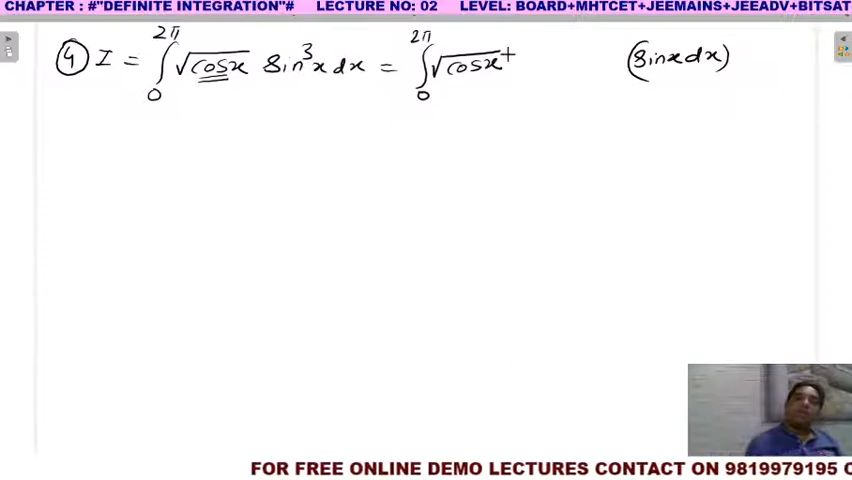 CHAPTER : #"DEFINITE INTEGRATION"# LECTURE NO: 02 LEVEL: BOARD+MHTCET+JEEMAINS+JEEADV+BITSAT
④ I = ∫₀^{2π} √cosx sin³x dx = ∫₀^{2π} √cosx + (sinx dx)
FOR FREE ONLINE DEMO LECTURES CONTACT ON 9819979195